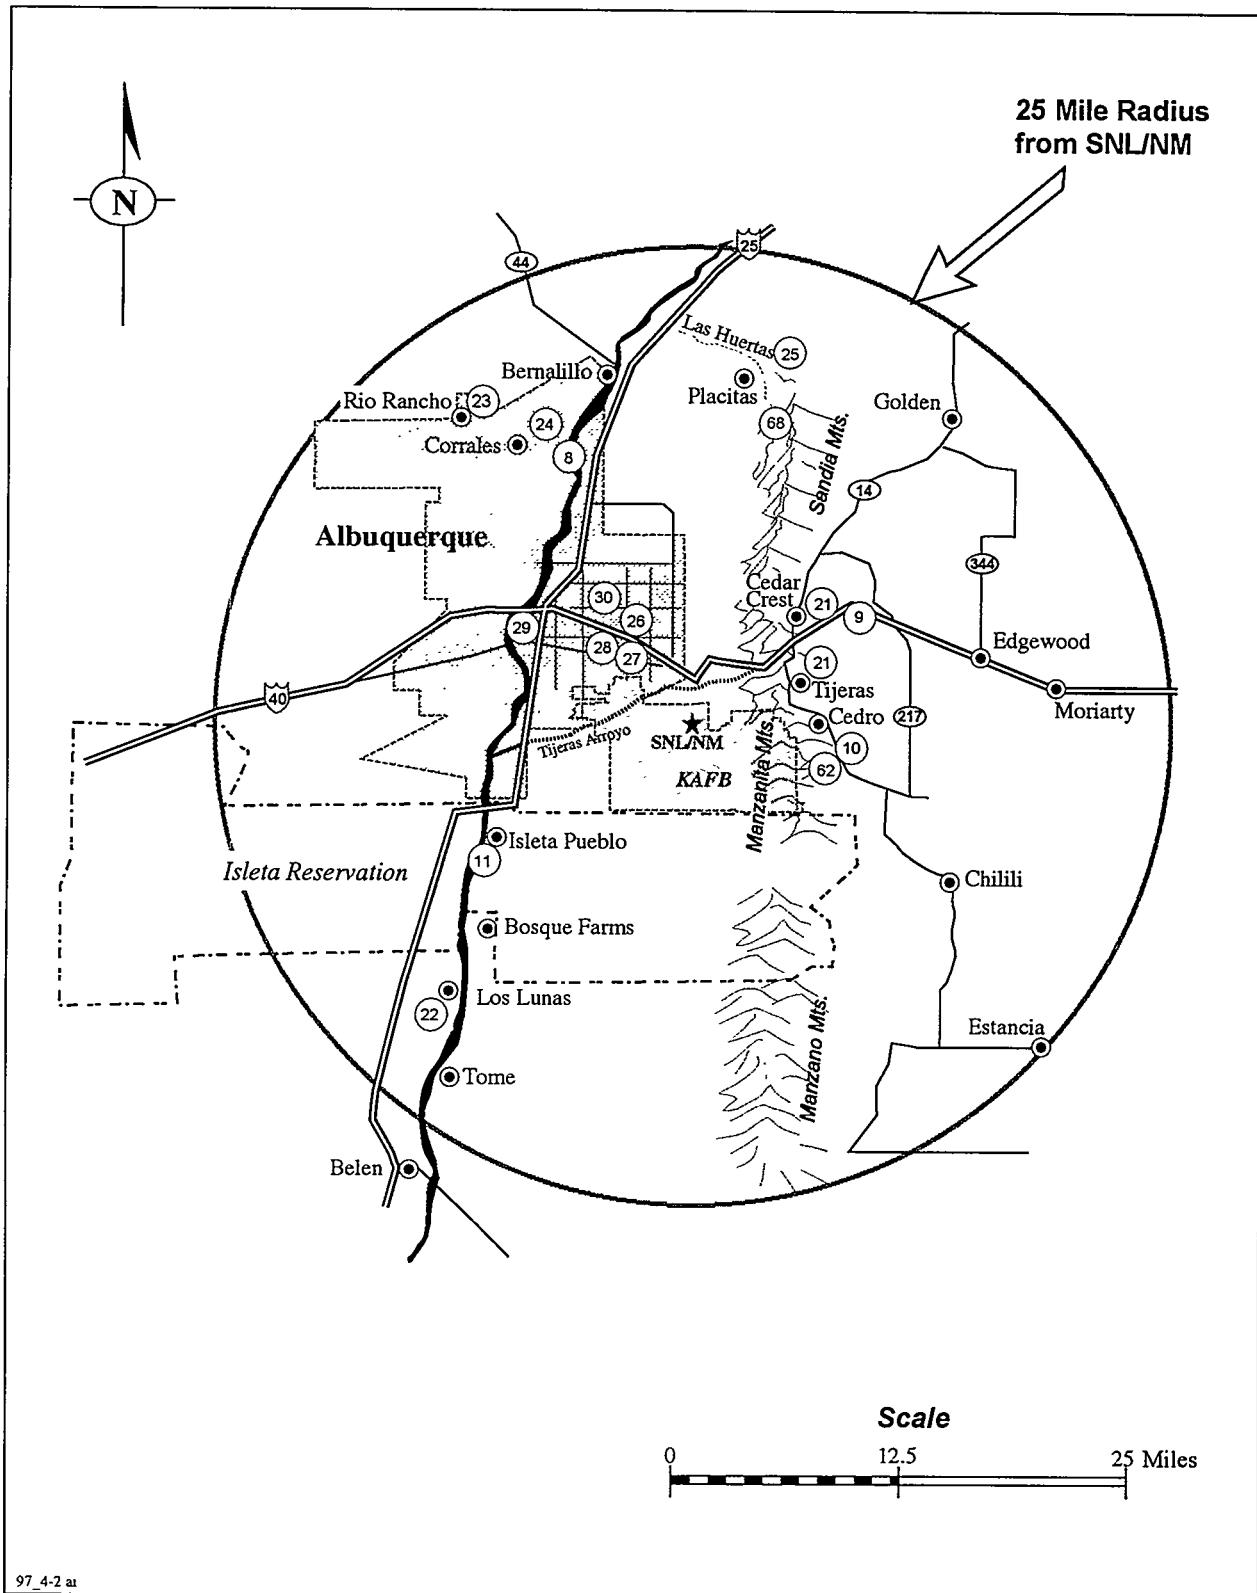 25 Mile Radius
from SNL/NM
N
25
44
Las Huertas
25
Bernalillo
Placitas
Rio Rancho
23
Golden
24
68
Corrales
8
Sandia Mts.
14
Albuquerque
344
Cedar
Crest
30
21
9
26
29
Edgewood
28
27
21
Tijeras
40
Moriarty
Cedro
217
SNL/NM
Tijeras Arroyo
10
62
KAFB
Manzanita Mts.
Isleta Pueblo
11
Isleta Reservation
Chilili
Bosque Farms
Los Lunas
22
Estancia
Manzano Mts.
Tome
Belen
Scale
0 12.5 25 Miles
97_4-2 ai